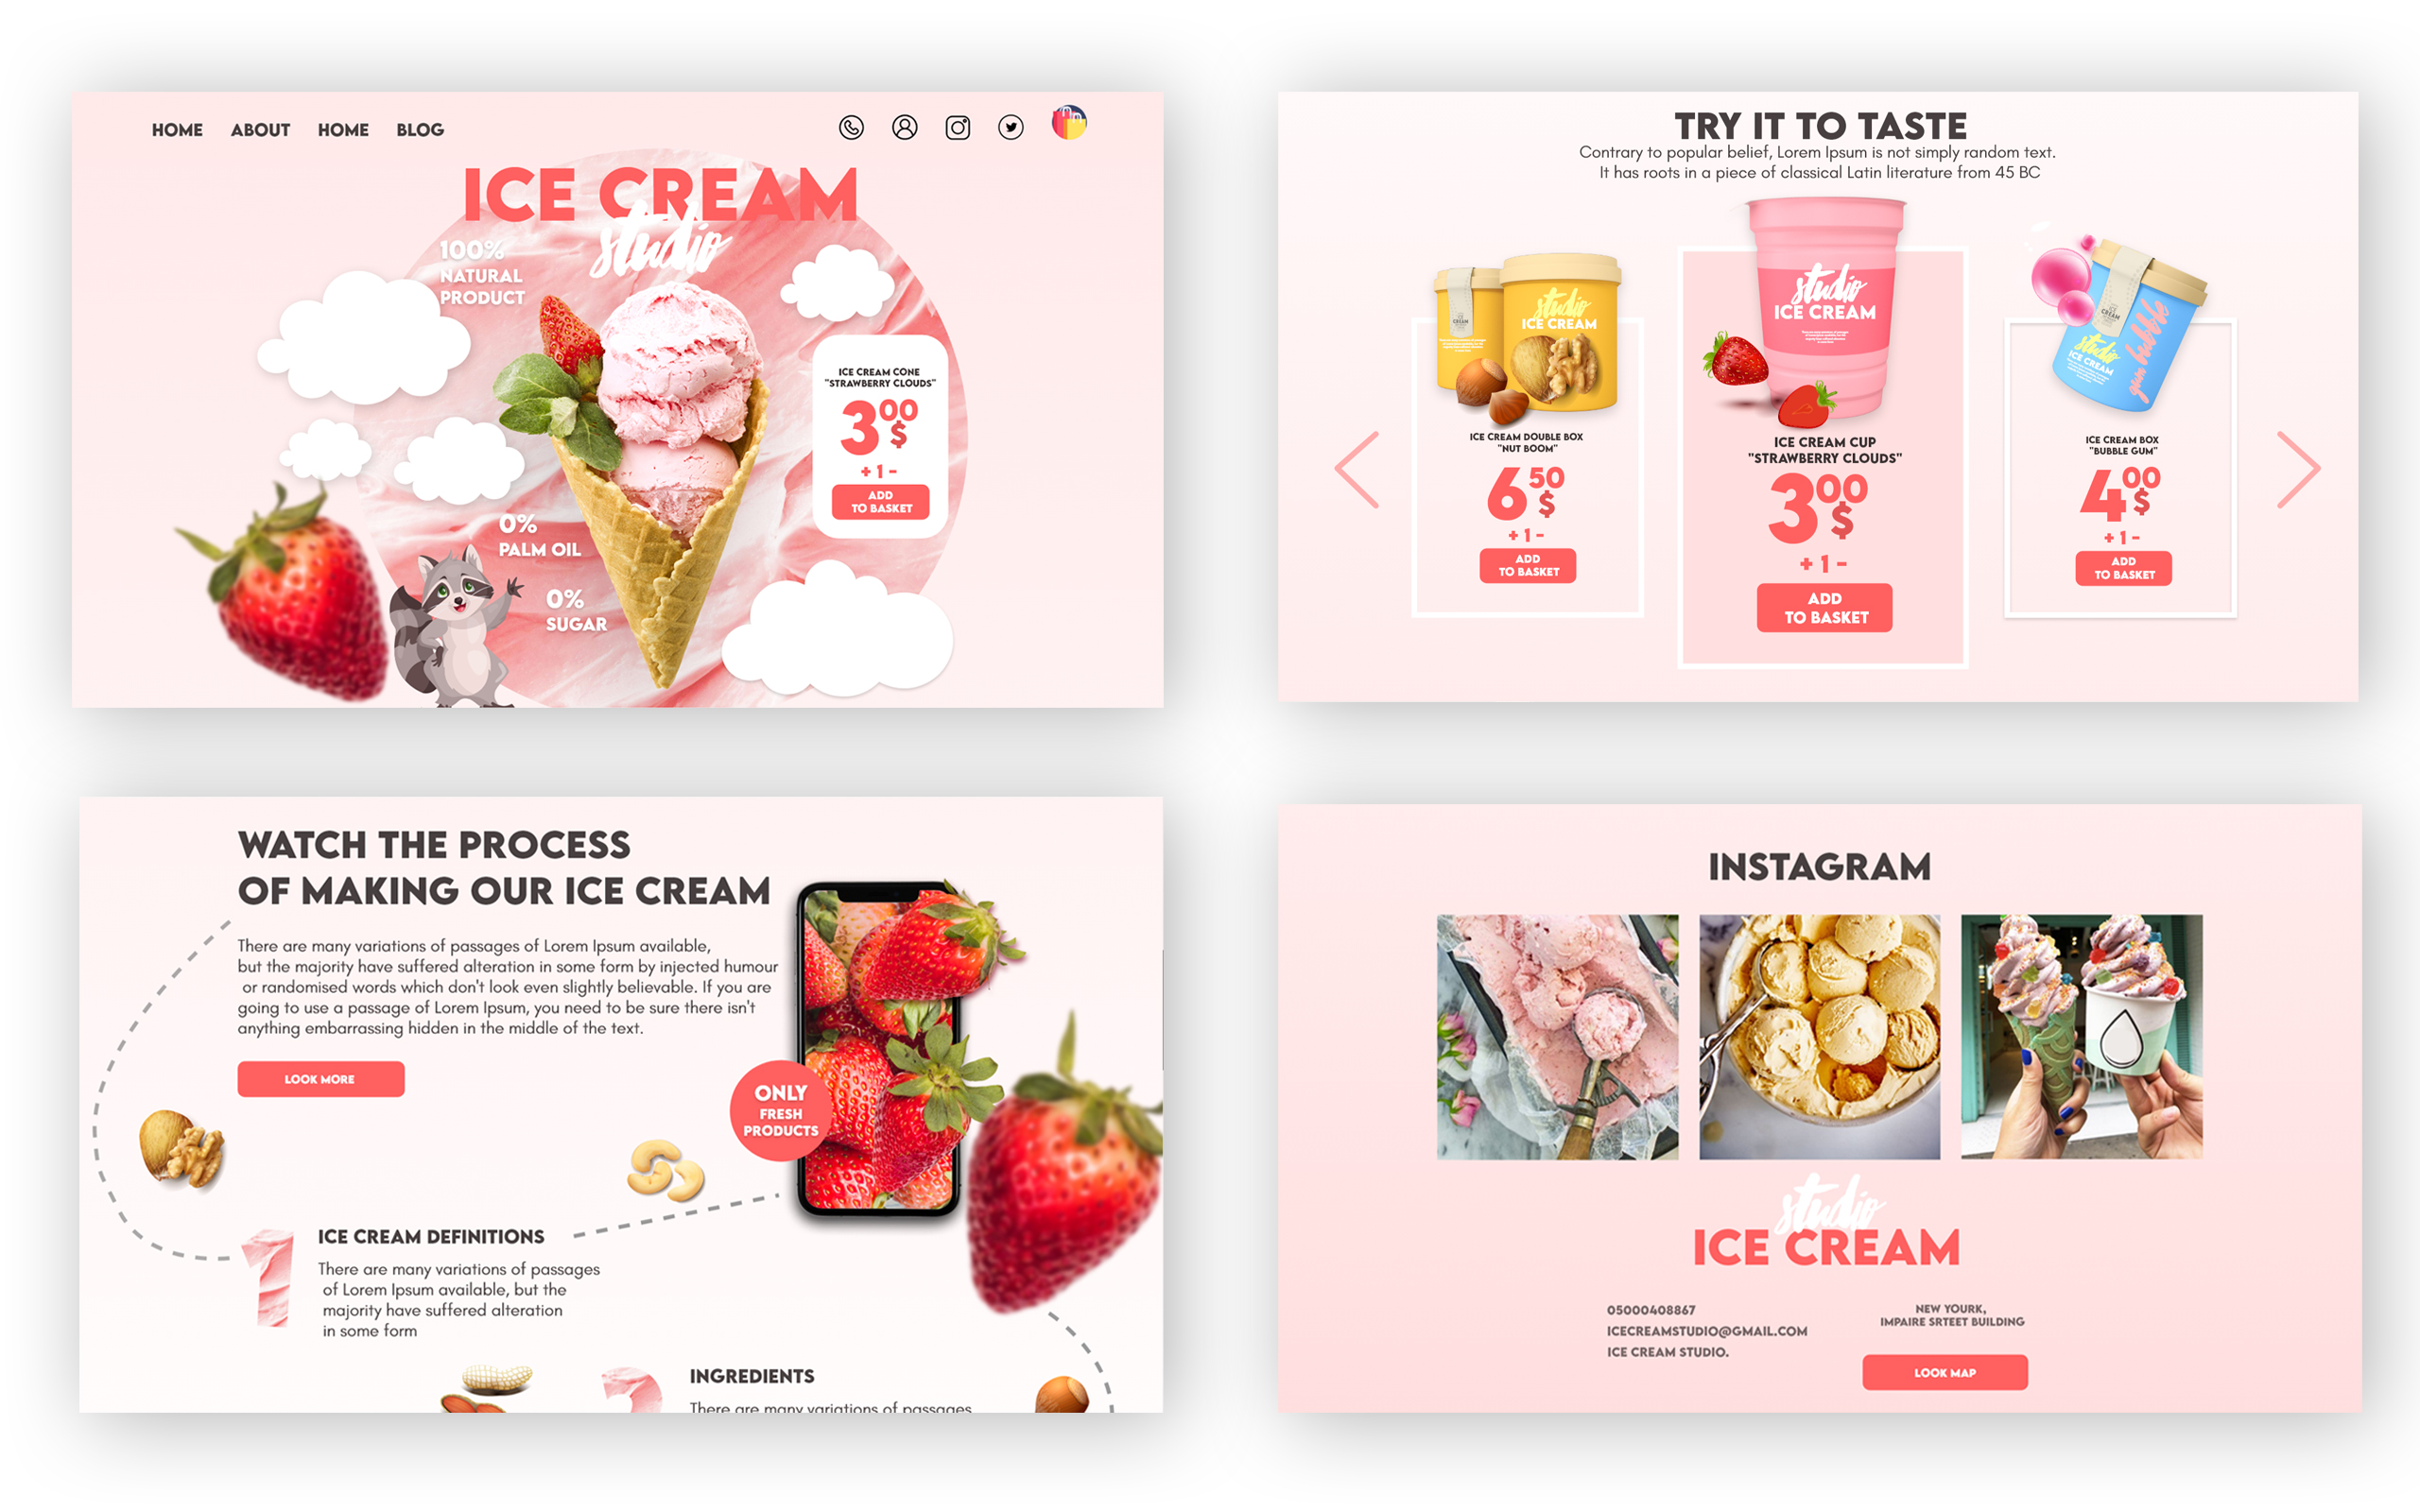 HOME ABOUT HOME BLOG
ICE CREAM
studio
100%
NATURAL
PRODUCT
ICE CREAM CONE
"STRAWBERRY CLOUDS"
3 00 $
+ 1 -
ADD
TO BASKET
0%
PALM OIL
0%
SUGAR
TRY IT TO TASTE
Contrary to popular belief, Lorem Ipsum is not simply random text.
It has roots in a piece of classical Latin literature from 45 BC
studio
ICE CREAM
studio
ICE CREAM
studio
ICE CREAM
gum bubble
ICE CREAM DOUBLE BOX
"NUT BOOM"
6 50 $
+ 1 -
ADD
TO BASKET
ICE CREAM CUP
"STRAWBERRY CLOUDS"
3 00 $
+ 1 -
ADD
TO BASKET
ICE CREAM BOX
"BUBBLE GUM"
4 00 $
+ 1 -
ADD
TO BASKET
WATCH THE PROCESS
OF MAKING OUR ICE CREAM
There are many variations of passages of Lorem Ipsum available,
but the majority have suffered alteration in some form by injected humour
or randomised words which don't look even slightly believable. If you are
going to use a passage of Lorem Ipsum, you need to be sure there isn't
anything embarrassing hidden in the middle of the text.
LOOK MORE
ONLY
FRESH
PRODUCTS
1
ICE CREAM DEFINITIONS
There are many variations of passages
of Lorem Ipsum available, but the
majority have suffered alteration
in some form
2
INGREDIENTS
There are many variations of passages
INSTAGRAM
studio
ICE CREAM
05000408867
ICECREAMSTUDIO@GMAIL.COM
ICE CREAM STUDIO.
NEW YOURK,
IMPAIRE SRTEET BUILDING
LOOK MAP